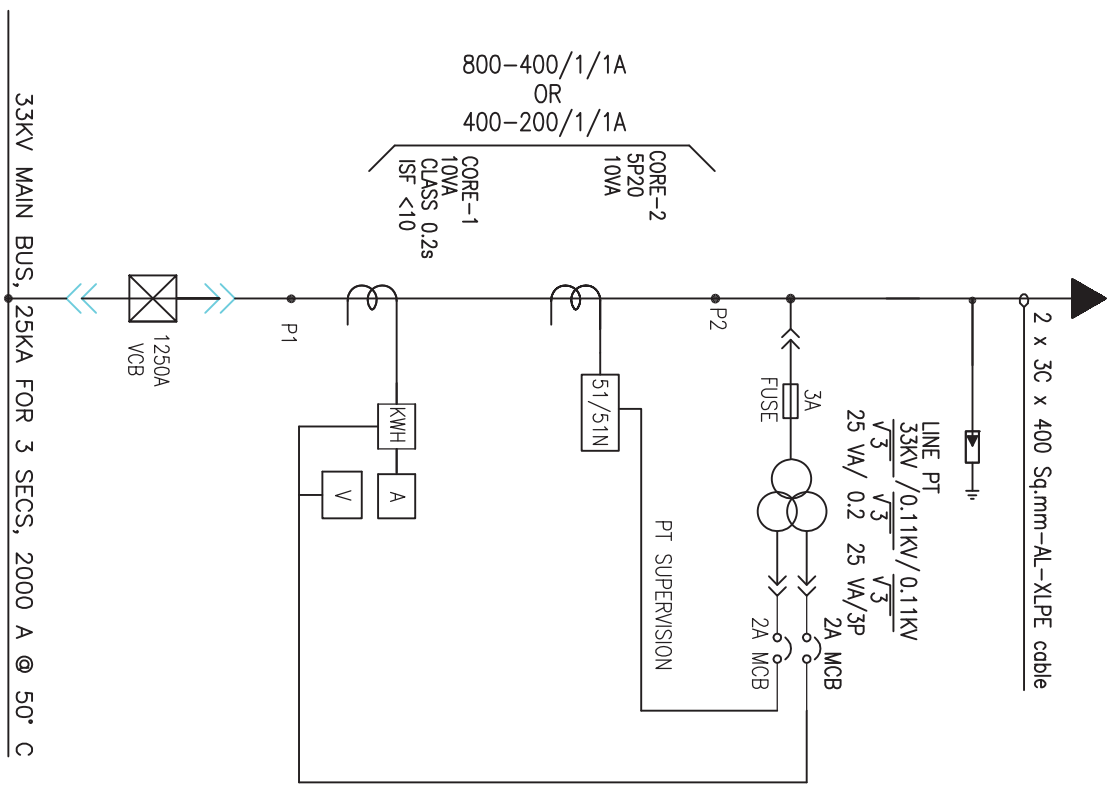 800-400/1/1A
OR
400-200/1/1A
CORE-2
5P20
10VA
CORE-1
10VA
CLASS 0.2s
ISF <10
33KV MAIN BUS, 25KA FOR 3 SECS, 2000 A @ 50° C
1250A
VCB
P1
P2
KWH
A
V
51/51N
3A
FUSE
LINE PT
33KV /0.11KV/0.11KV
√3 √3 √3
25 VA/ 0.2 25 VA/3P
PT SUPERVISION
2A MCB
2A MCB
2 x 3C x 400 Sq.mm-AL-XLPE cable